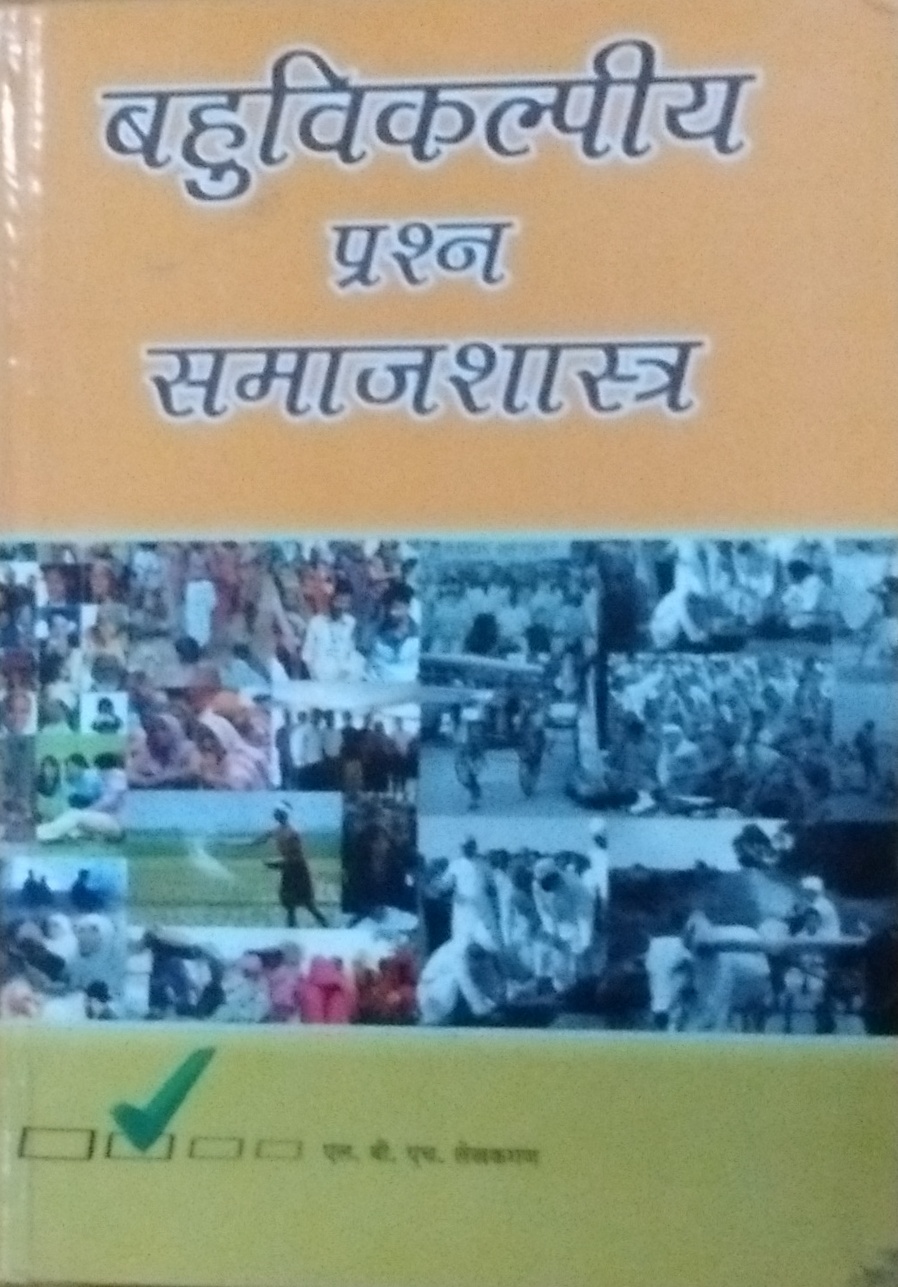 बहुविकल्पीय
प्रश्न
समाजशास्त्र
एल. बी. एच. लेखकगण